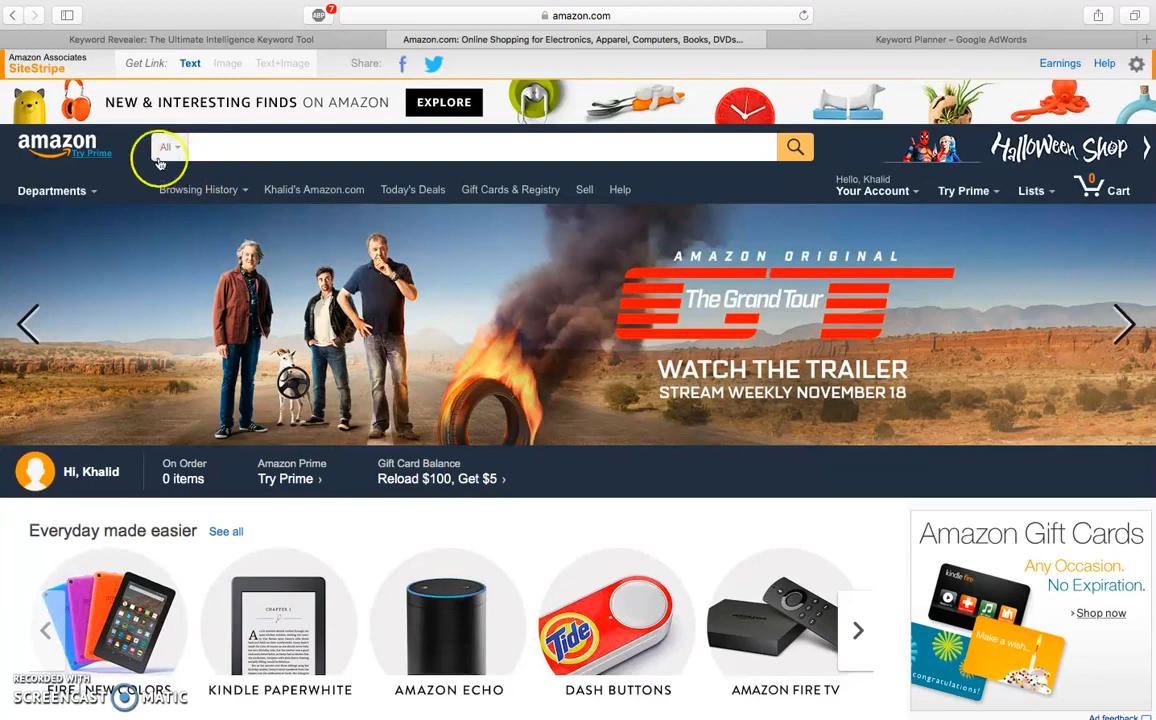 ABP
7
amazon.com
Keyword Revealer: The Ultimate Intelligence Keyword Tool
Amazon.com: Online Shopping for Electronics, Apparel, Computers, Books, DVDs...
Keyword Planner – Google AdWords
Amazon Associates
SiteStripe
Get Link: Text Image Text+Image
Share:
Earnings Help
NEW & INTERESTING FINDS ON AMAZON
EXPLORE
amazon
Try Prime
All
Halloween Shop
Departments
Browsing History
Khalid's Amazon.com
Today's Deals
Gift Cards & Registry
Sell
Help
Hello, Khalid
Your Account
Try Prime
Lists
0
Cart
AMAZON ORIGINAL
The Grand Tour
WATCH THE TRAILER
STREAM WEEKLY NOVEMBER 18
Hi, Khalid
On Order
0 items
Amazon Prime
Try Prime ›
Gift Card Balance
Reload $100, Get $5 ›
Everyday made easier See all
CHAPTER 1
Tide
FIRE | NEW COLORS
KINDLE PAPERWHITE
AMAZON ECHO
DASH BUTTONS
AMAZON FIRE TV
Amazon Gift Cards
Any Occasion.
No Expiration.
› Shop now
kindle fire
Make a wish...
congratulations!
Ad feedback
RECORDED WITH
SCREENCAST MATIC